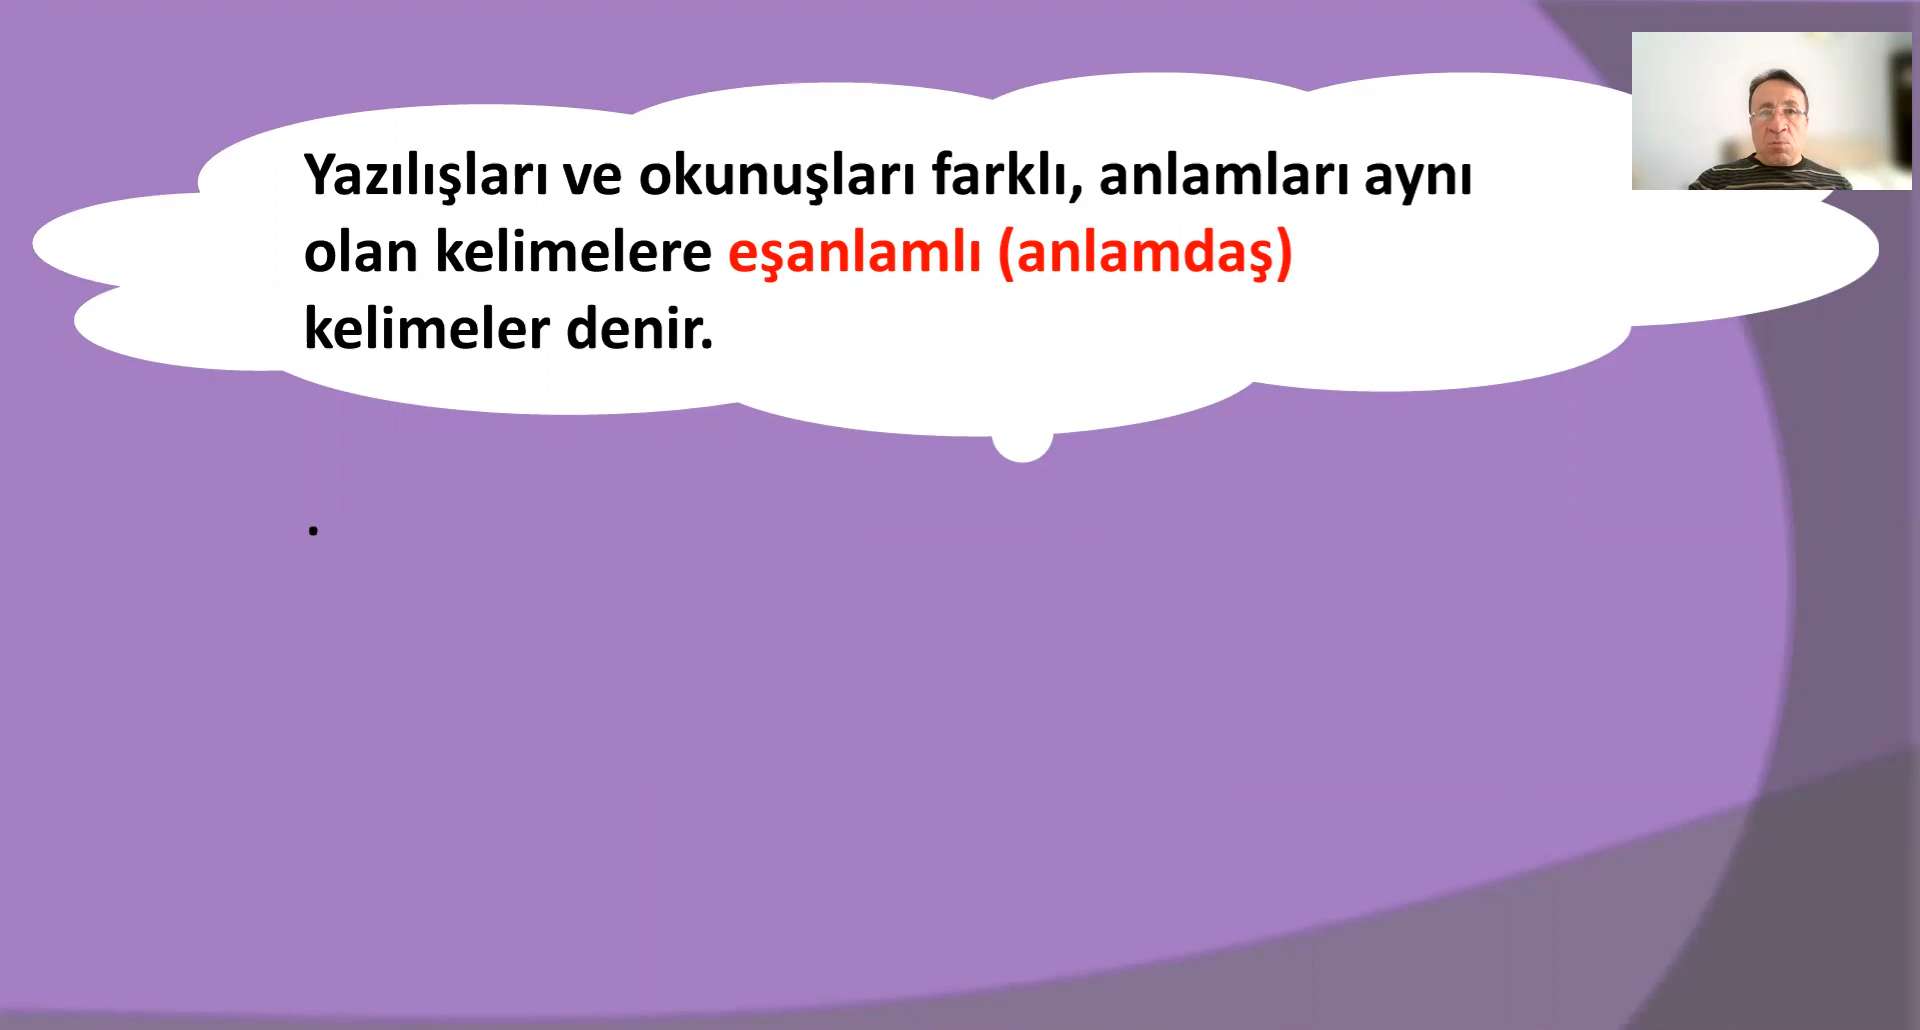 Yazılışları ve okunuşları farklı, anlamları aynı
olan kelimelere eşanlamlı (anlamdaş)
kelimeler denir.
.